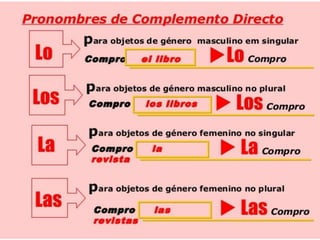 Pronombres de Complemento Directo
Lo
para objetos de género masculino em singular
Compro el libro Lo Compro
Los
para objetos de género masculino no plural
Compro los libros Los Compro
La
para objetos de género femenino no singular
Compro la La Compro
revista
Las
para objetos de género femenino no plural
Compro las Las Compro
revistas